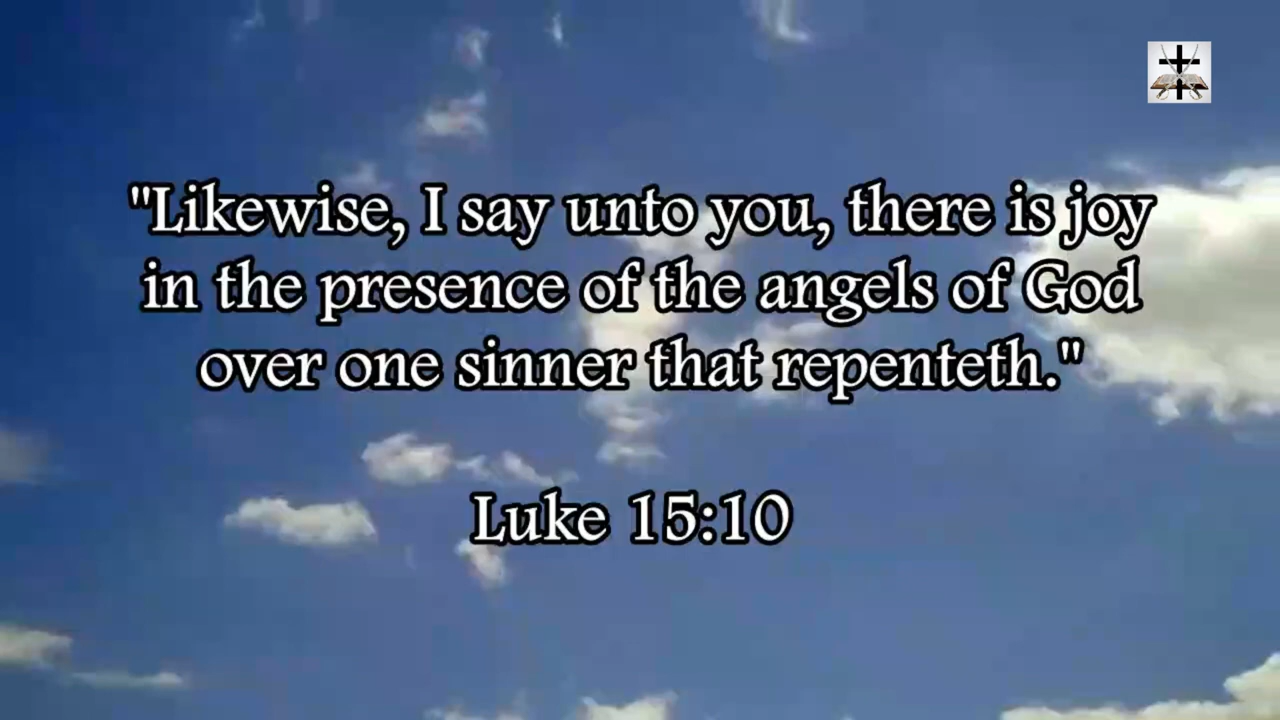 "Likewise, I say unto you, there is joy
in the presence of the angels of God
over one sinner that repenteth."
Luke 15:10